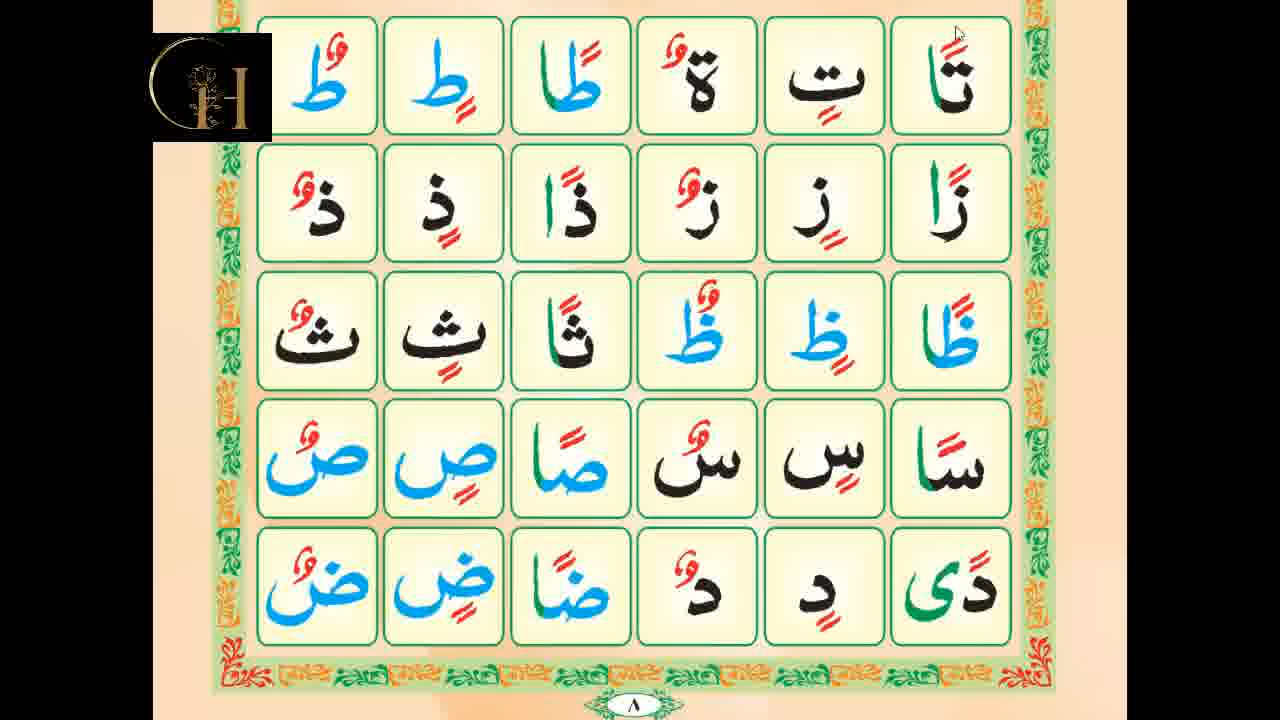 تًا تٍ ةٌ طًا طٍ طٌ
زًا زٍ زٌ ذًا ذٍ ذٌ
ظًا ظٍ ظٌ ثًا ثٍ ثٌ
سًا سٍ سٌ صًا صٍ صٌ
دًى دٍ دٌ ضًا ضٍ ضٌ
٨
H